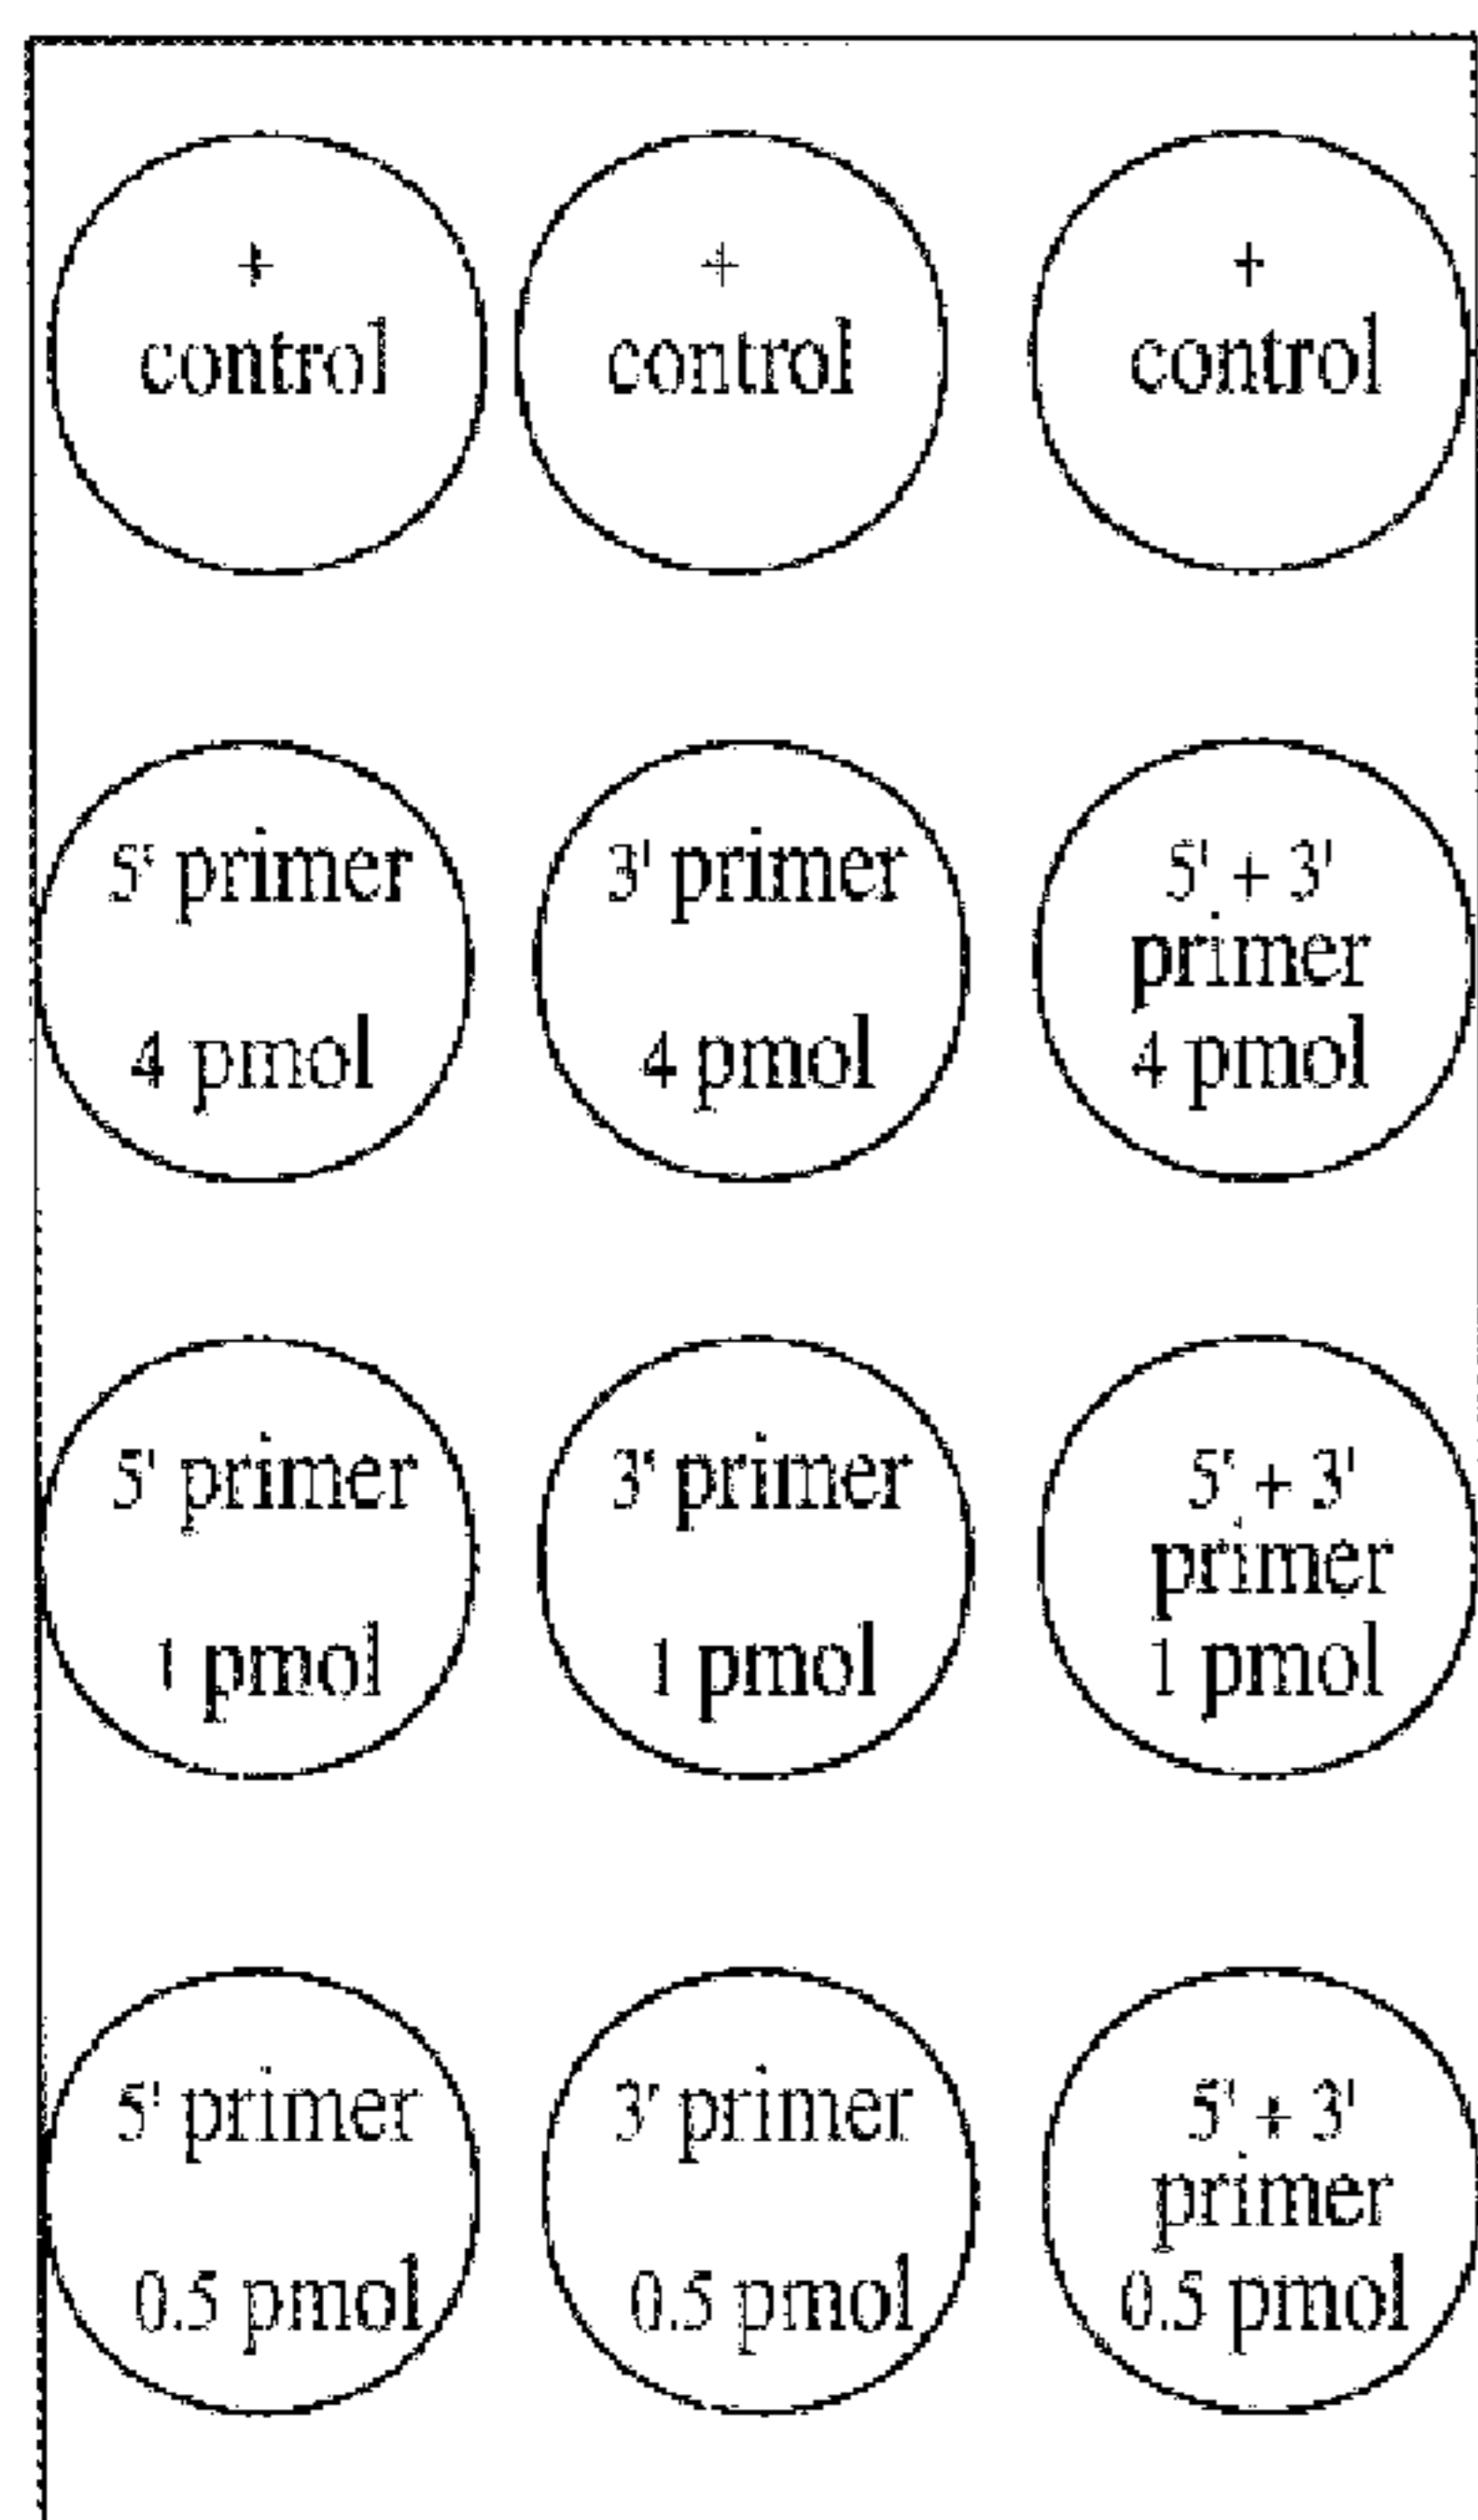 +
control
+
control
+
control
5' primer
4 pmol
3' primer
4 pmol
5' + 3'
primer
4 pmol
5' primer
1 pmol
3' primer
1 pmol
5' + 3'
primer
1 pmol
5' primer
0.5 pmol
3' primer
0.5 pmol
5' + 3'
primer
0.5 pmol